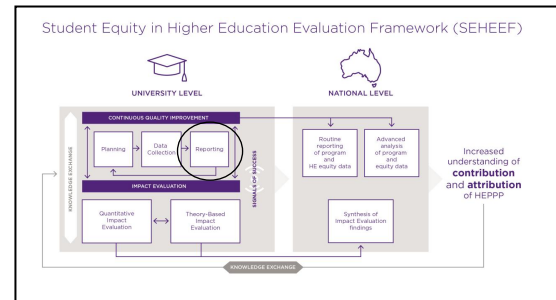 Student Equity in Higher Education Evaluation Framework (SEHEEF)
UNIVERSITY LEVEL
NATIONAL LEVEL
CONTINUOUS QUALITY IMPROVEMENT
Planning
Data
Collection
Reporting
KNOWLEDGE EXCHANGE
SIGNALS OF SUCCESS
IMPACT EVALUATION
Quantitative
Impact
Evaluation
Theory-Based
Impact
Evaluation
Routine
reporting
of program
and
HE equity data
Advanced
analysis
of program
and
equity data
Synthesis of
Impact Evaluation
findings
Increased
understanding of
contribution
and attribution
of HEPPP
KNOWLEDGE EXCHANGE